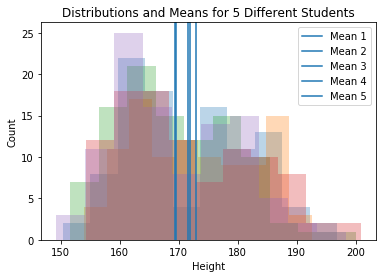 Distributions and Means for 5 Different Students
Mean 1
Mean 2
Mean 3
Mean 4
Mean 5
25
20
15
10
5
0
Count
150
160
170
180
190
200
Height